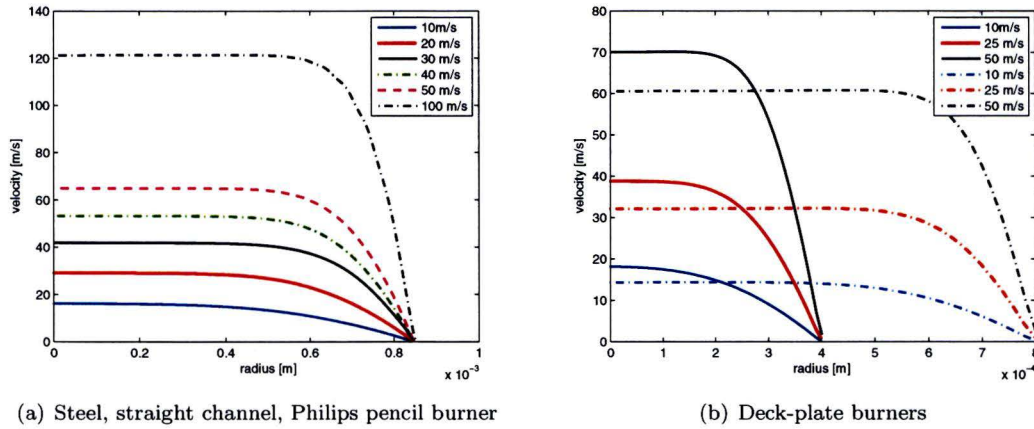 velocity [m/s]
140
120
100
80
60
40
20
0
0
0.2
0.4
0.6
0.8
1
radius [m]
x 10⁻³
10m/s
20 m/s
30 m/s
40 m/s
50 m/s
100 m/s
(a) Steel, straight channel, Philips pencil burner
velocity [m/s]
80
70
60
50
40
30
20
10
0
0
1
2
3
4
5
6
7
8
radius [m]
x 10⁻⁴
10m/s
25 m/s
50 m/s
10 m/s
25 m/s
50 m/s
(b) Deck-plate burners